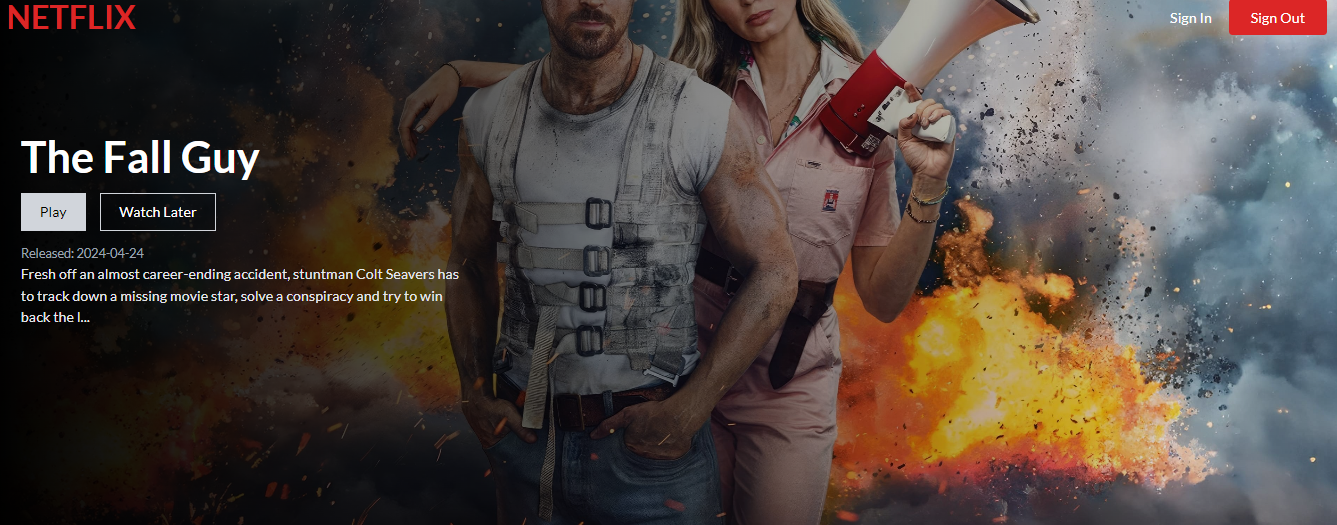 NETFLIX
Sign In
Sign Out
The Fall Guy
Play
Watch Later
Released: 2024-04-24
Fresh off an almost career-ending accident, stuntman Colt Seavers has
to track down a missing movie star, solve a conspiracy and try to win
back the l...